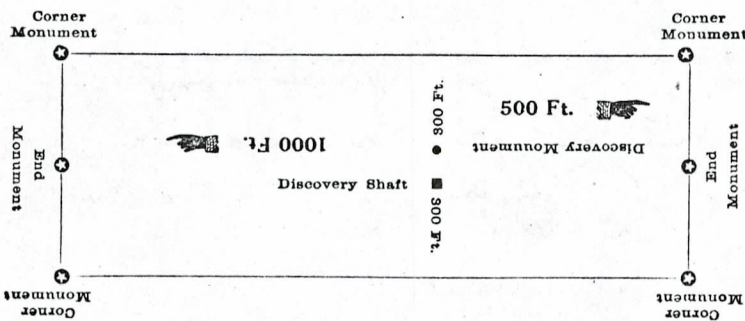 Corner
Monument
Corner
Monument
300 Ft.
500 Ft.
1000 Ft.
Discovery Monument
End
Monument
End
Monument
Discovery Shaft
300 Ft.
Corner
Monument
Corner
Monument